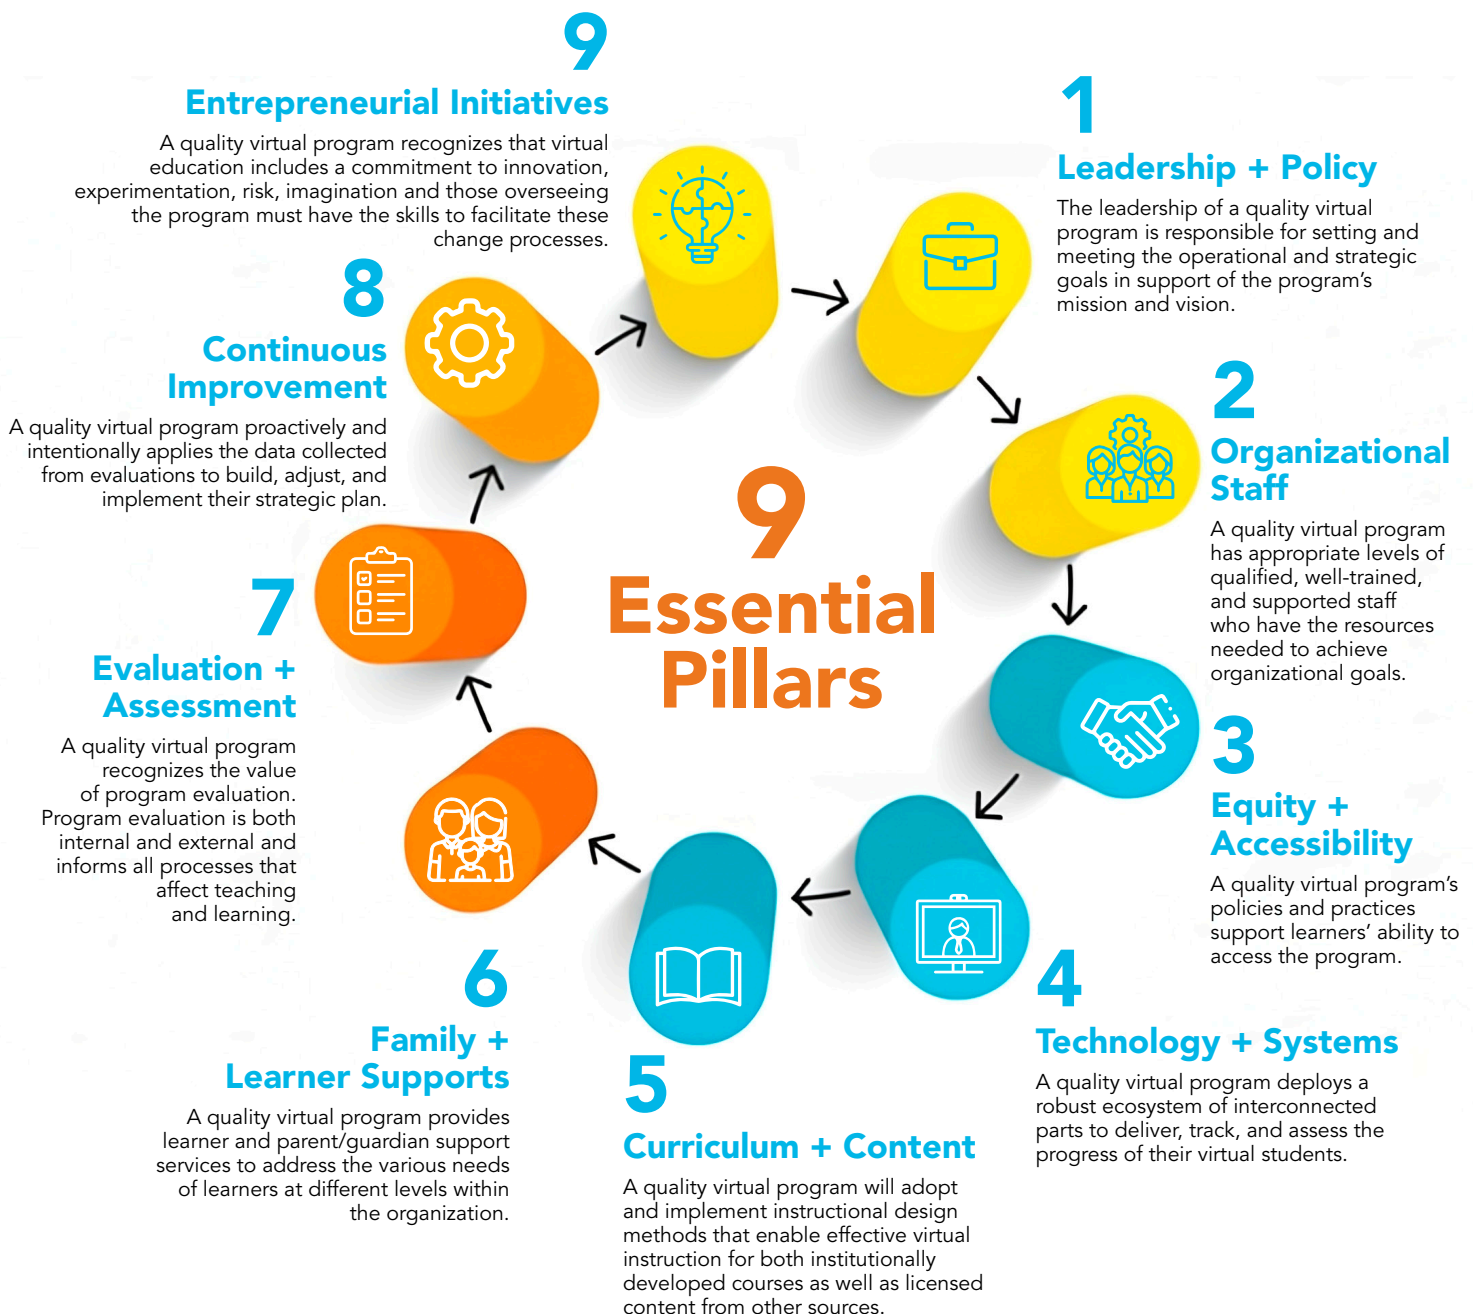 9
Essential
Pillars
1
Leadership + Policy
The leadership of a quality virtual
program is responsible for setting and
meeting the operational and strategic
goals in support of the program’s
mission and vision.
2
Organizational
Staff
A quality virtual program
has appropriate levels of
qualified, well-trained,
and supported staff
who have the resources
needed to achieve
organizational goals.
3
Equity +
Accessibility
A quality virtual program’s
policies and practices
support learners’ ability to
access the program.
4
Technology + Systems
A quality virtual program deploys a
robust ecosystem of interconnected
parts to deliver, track, and assess the
progress of their virtual students.
5
Curriculum + Content
A quality virtual program will adopt
and implement instructional design
methods that enable effective virtual
instruction for both institutionally
developed courses as well as licensed
content from other sources.
6
Family +
Learner Supports
A quality virtual program provides
learner and parent/guardian support
services to address the various needs
of learners at different levels within
the organization.
7
Evaluation +
Assessment
A quality virtual program
recognizes the value
of program evaluation.
Program evaluation is both
internal and external and
informs all processes that
affect teaching
and learning.
8
Continuous
Improvement
A quality virtual program proactively and
intentionally applies the data collected
from evaluations to build, adjust, and
implement their strategic plan.
9
Entrepreneurial Initiatives
A quality virtual program recognizes that virtual
education includes a commitment to innovation,
experimentation, risk, imagination and those overseeing
the program must have the skills to facilitate these
change processes.